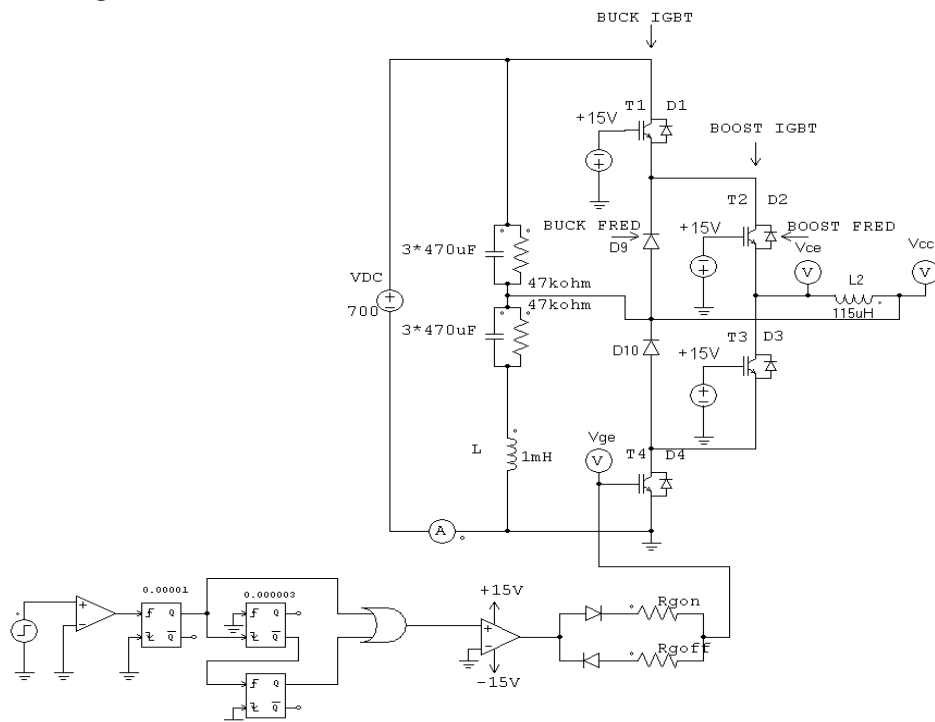 BUCK IGBT
T1 D1
+15V
BOOST IGBT
T2 D2
BUCK FRED
+15V
BOOST FRED
D9
Vce
Vcc
V
V
3*470uF
47kohm
VDC
700
47kohm
L2
115uH
3*470uF
T3 D3
D10
+15V
Vge
V
T4 D4
L
1mH
A
0.00001
0.000003
+15V
-15V
Rgon
Rgoff
Q
Q
Q
Q
Q
Q